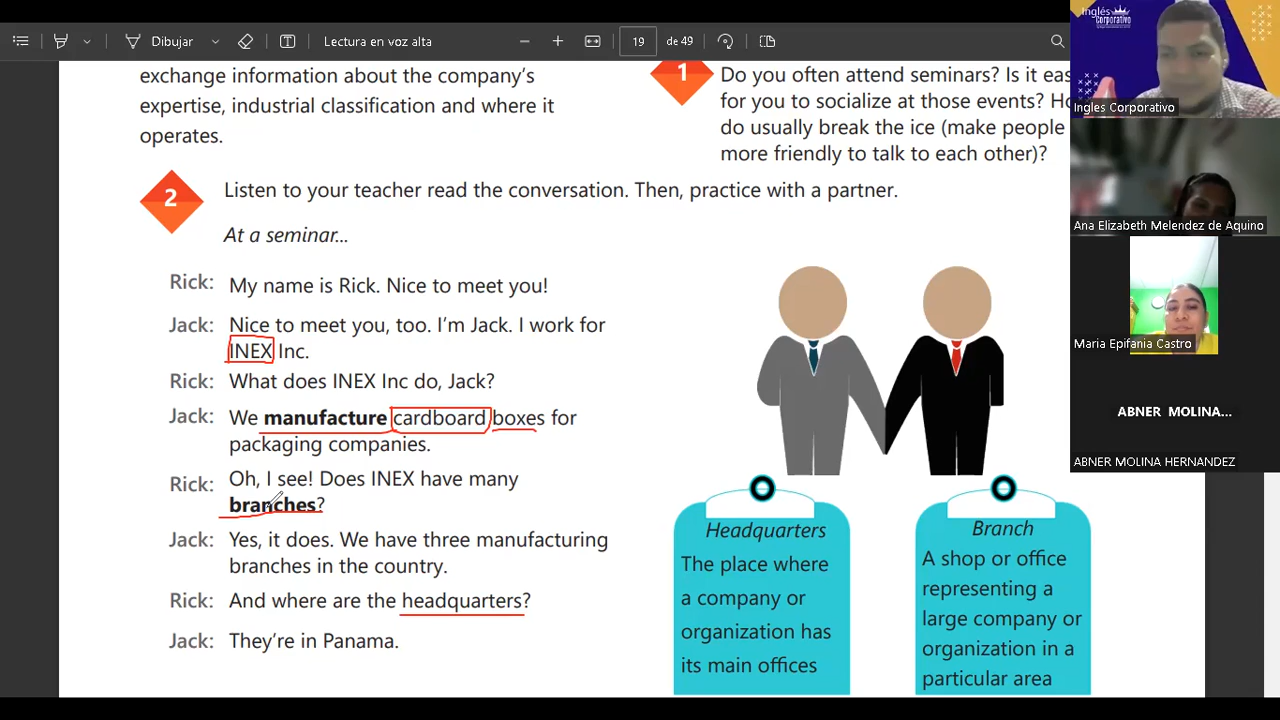 Dibujar
Lectura en voz alta
19
de 49
exchange information about the company's
expertise, industrial classification and where it
operates.
1
Do you often attend seminars? Is it
for you to socialize at those events?
do usually break the ice (make people
more friendly to talk to each other)?
2
Listen to your teacher read the conversation. Then, practice with a partner.
At a seminar...
Rick: My name is Rick. Nice to meet you!
Jack: Nice to meet you, too. I'm Jack. I work for
INEX Inc.
Rick: What does INEX Inc do, Jack?
Jack: We manufacture cardboard boxes for
packaging companies.
Rick: Oh, I see! Does INEX have many
branches?
Jack: Yes, it does. We have three manufacturing
branches in the country.
Rick: And where are the headquarters?
Jack: They're in Panama.
Headquarters
The place where
a company or
organization has
its main offices
Branch
A shop or office
representing a
large company or
organization in a
particular area
Inglés
Corporativo
Ingles Corporativo
Ana Elizabeth Melendez de Aquino
Maria Epifania Castro
ABNER MOLINA...
ABNER MOLINA HERNANDEZ